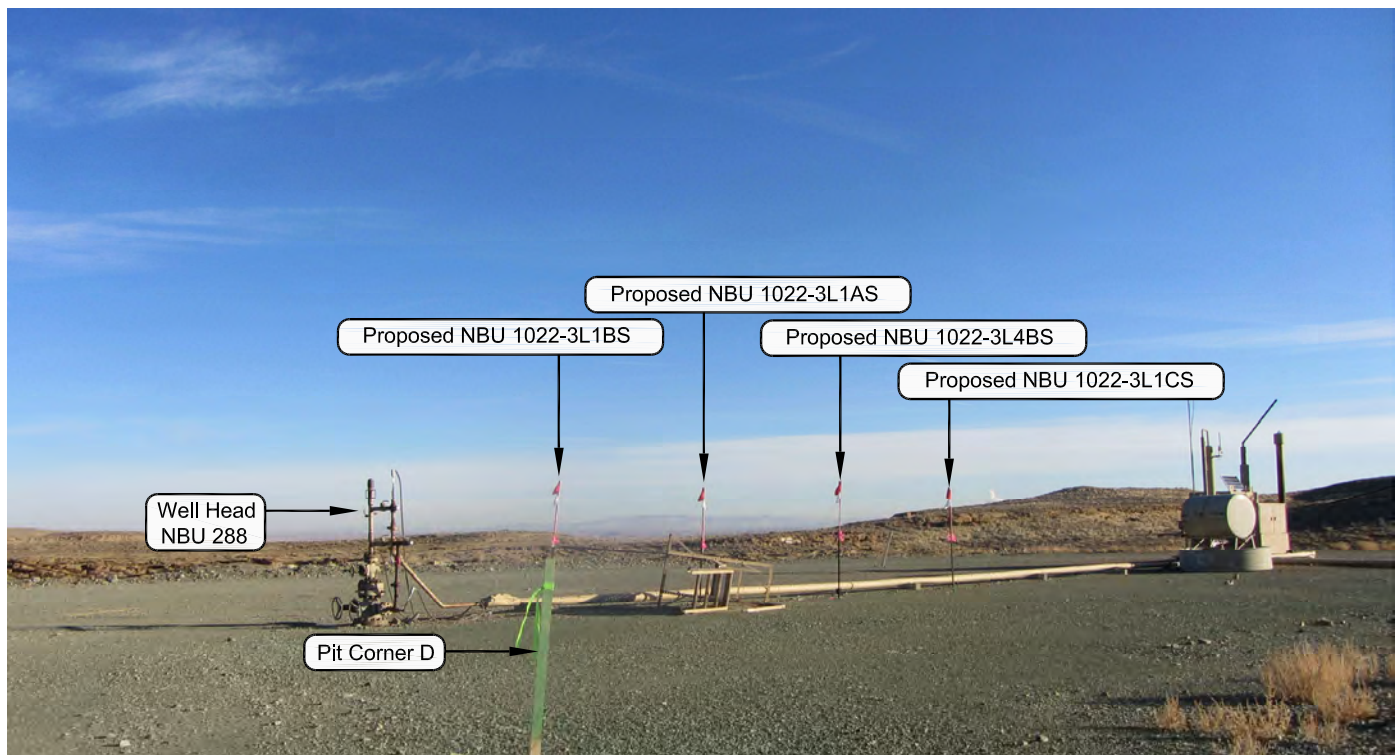 Proposed NBU 1022-3L1AS
Proposed NBU 1022-3L1BS
Proposed NBU 1022-3L4BS
Proposed NBU 1022-3L1CS
Well Head
NBU 288
Pit Corner D